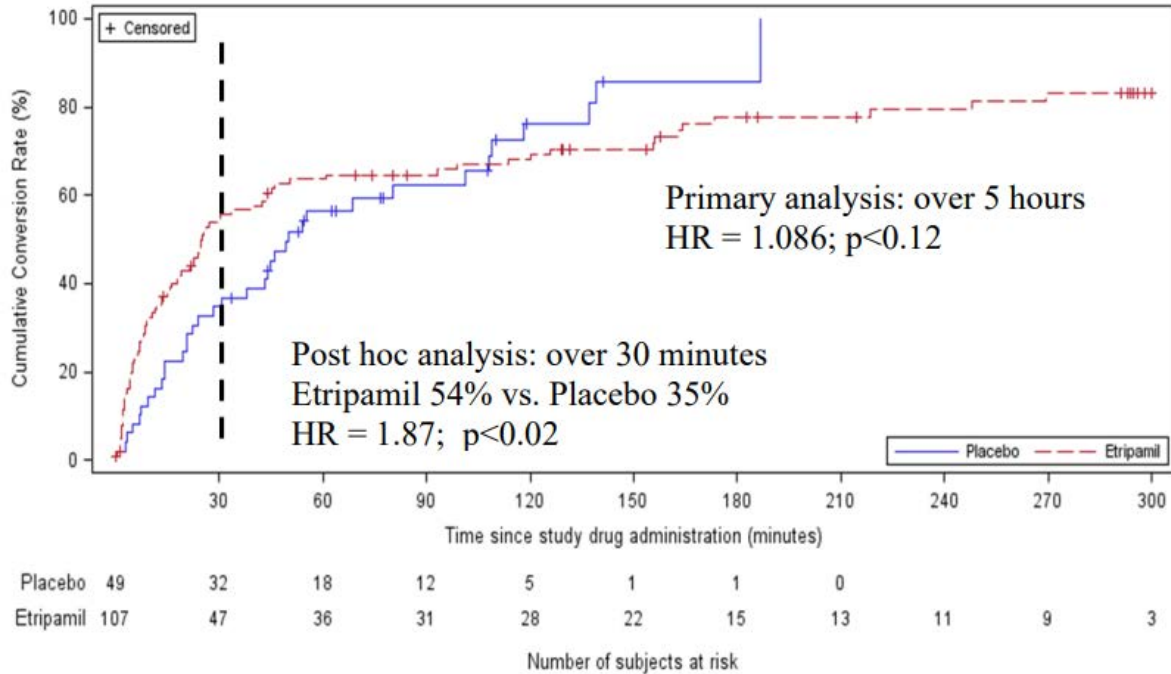 100
+ Censored
80
60
40
20
0
Cumulative Conversion Rate (%)
Primary analysis: over 5 hours
HR = 1.086; p<0.12
Post hoc analysis: over 30 minutes
Etripamil 54% vs. Placebo 35%
HR = 1.87; p<0.02
Placebo Etripamil
30 60 90 120 150 180 210 240 270 300
Time since study drug administration (minutes)
Placebo 49 32 18 12 5 1 1 0
Etripamil 107 47 36 31 28 22 15 13 11 9 3
Number of subjects at risk